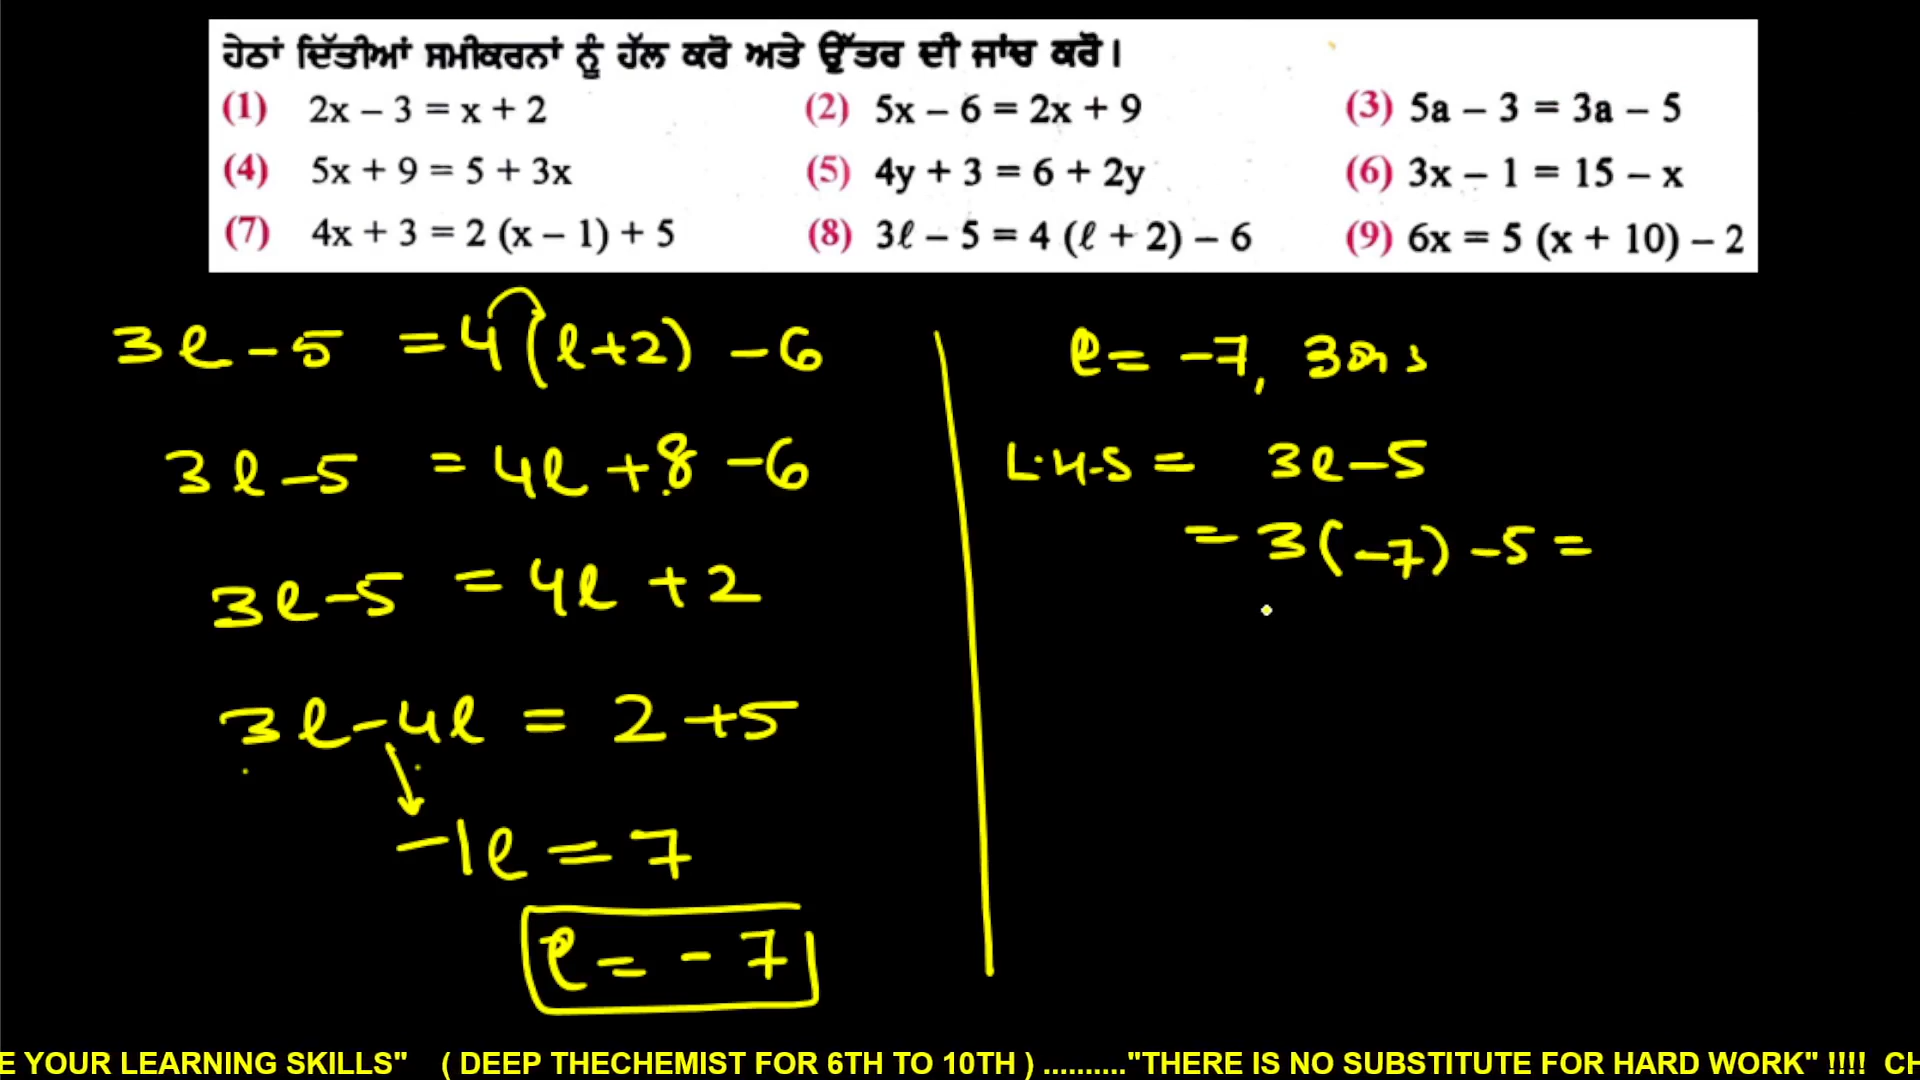 ਹੇਠਾਂ ਦਿੱਤੀਆਂ ਸਮੀਕਰਨਾਂ ਨੂੰ ਹੱਲ ਕਰੋ ਅਤੇ ਉੱਤਰ ਦੀ ਜਾਂਚ ਕਰੋ।
(1) 2x – 3 = x + 2 (2) 5x – 6 = 2x + 9 (3) 5a – 3 = 3a – 5
(4) 5x + 9 = 5 + 3x (5) 4y + 3 = 6 + 2y (6) 3x – 1 = 15 – x
(7) 4x + 3 = 2 (x – 1) + 5 (8) 3ℓ – 5 = 4 (ℓ + 2) – 6 (9) 6x = 5 (x + 10) – 2
3ℓ - 5 = 4(ℓ+2) - 6
3ℓ - 5 = 4ℓ + 8 - 6
3ℓ - 5 = 4ℓ + 2
3ℓ - 4ℓ = 2 + 5
-1ℓ = 7
ℓ = - 7
ℓ = -7,
L.H.S = 3ℓ - 5
= 3(-7) - 5 =
E YOUR LEARNING SKILLS" ( DEEP THECHEMIST FOR 6TH TO 10TH ) .........."THERE IS NO SUBSTITUTE FOR HARD WORK" !!!! CH